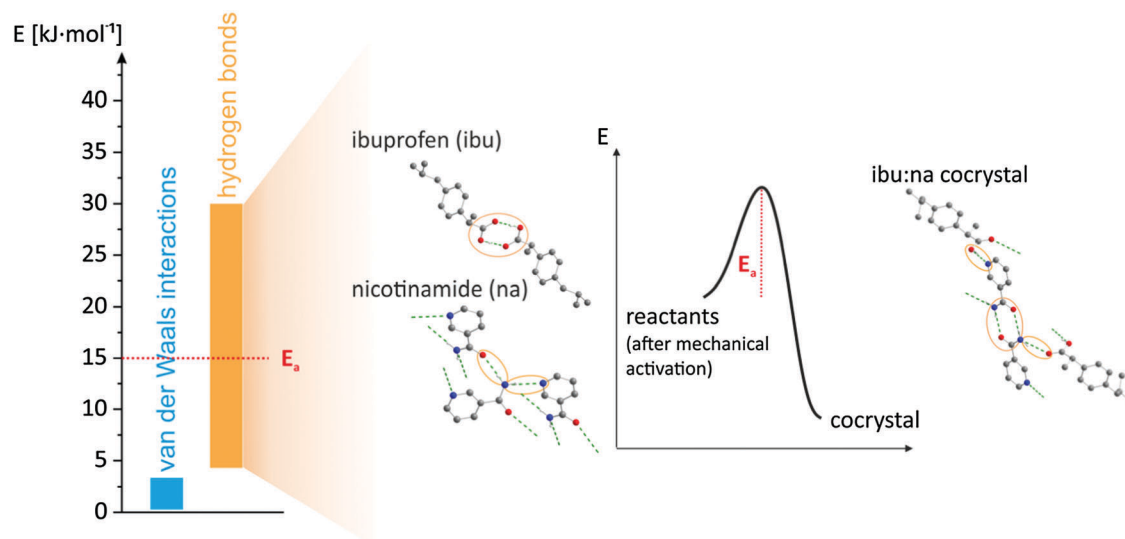 E [kJ·mol⁻¹]
40
35
30
25
20
15
10
5
0
van der Waals interactions
hydrogen bonds
Eₐ
ibuprofen (ibu)
nicotinamide (na)
E
Eₐ
reactants
(after mechanical
activation)
cocrystal
ibu:na cocrystal